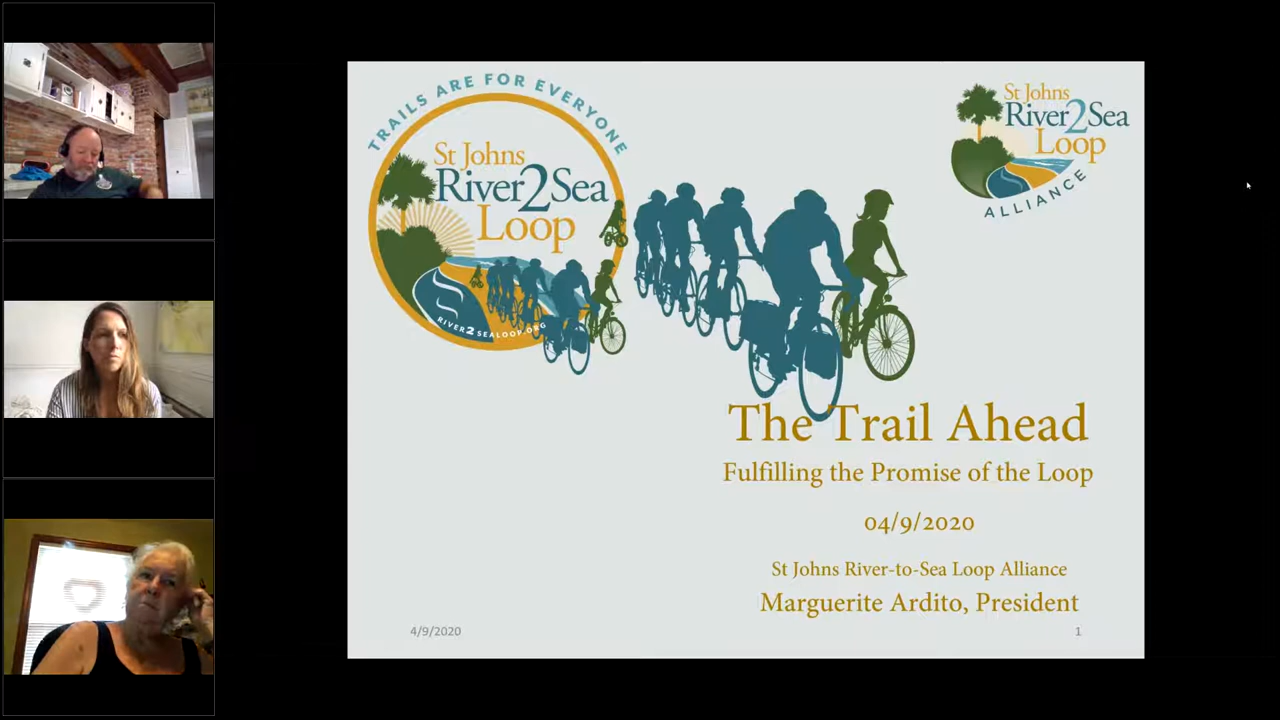 TRAILS ARE FOR EVERYONE
St Johns
River2Sea
Loop
RIVER2SEALOOP.ORG
St Johns
River2Sea
Loop
ALLIANCE
The Trail Ahead
Fulfilling the Promise of the Loop
04/9/2020
St Johns River-to-Sea Loop Alliance
Marguerite Ardito, President
4/9/2020
1